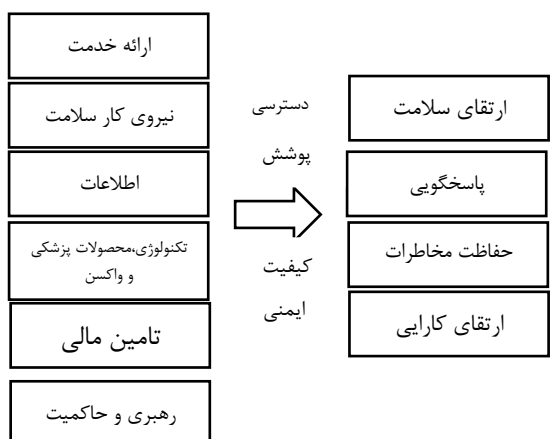 ارائه خدمت
نیروی کار سلامت
اطلاعات
تکنولوژی،محصولات پزشکی
و واکسن
تامین مالی
رهبری و حاکمیت
دسترسی
پوشش
کیفیت
ایمنی
ارتقای سلامت
پاسخگویی
حفاظت مخاطرات
ارتقای کارایی